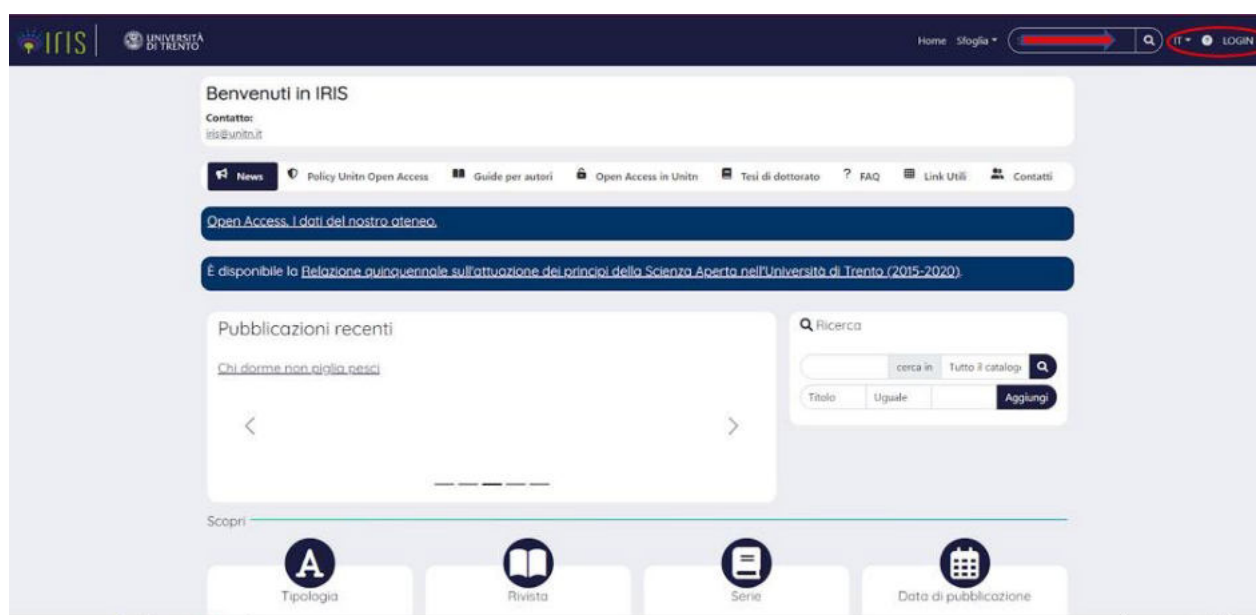 IRIS
UNIVERSITÀ
DI TRENTO
Home Sfoglia
IT ? LOGIN
Benvenuti in IRIS
Contatto:
iris@unitn.it
News Policy Unitn Open Access Guide per autori Open Access in Unitn Tesi di dottorato ? FAQ Link Utili Contatti
Open Access. I dati del nostro ateneo.
È disponibile la Relazione quinquennale sull'attuazione dei principi della Scienza Aperta nell'Università di Trento (2015-2020).
Pubblicazioni recenti
Chi dorme non piglia pesci
Ricerca
cerca in Tutto il catalog
Titolo Uguale Aggiungi
Scopri
A
Tipologia
Rivista
Serie
Data di pubblicazione